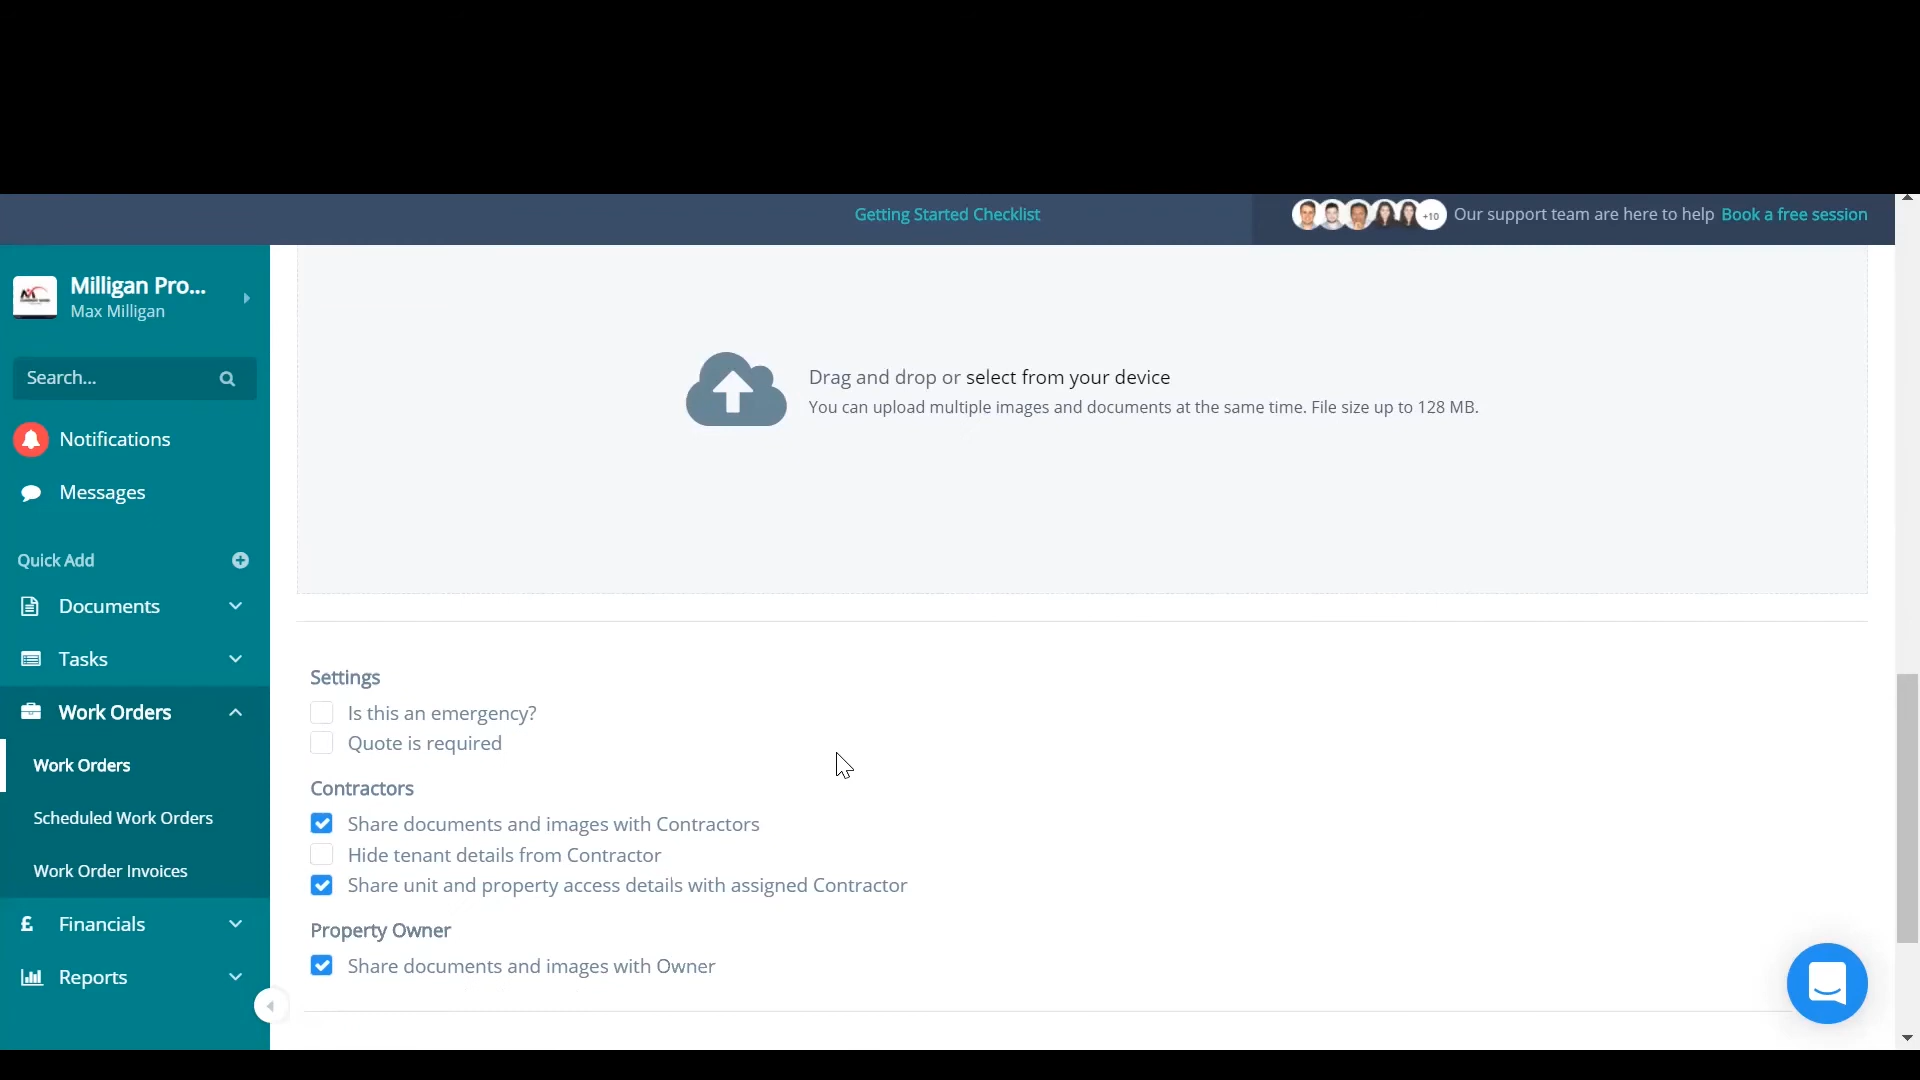 Getting Started Checklist
+10 Our support team are here to help Book a free session
Milligan Pro...
Max Milligan
Search...
Notifications
Messages
Quick Add
Documents
Tasks
Work Orders
Work Orders
Scheduled Work Orders
Work Order Invoices
£ Financials
Reports
Drag and drop or select from your device
You can upload multiple images and documents at the same time. File size up to 128 MB.
Settings
Is this an emergency?
Quote is required
Contractors
Share documents and images with Contractors
Hide tenant details from Contractor
Share unit and property access details with assigned Contractor
Property Owner
Share documents and images with Owner